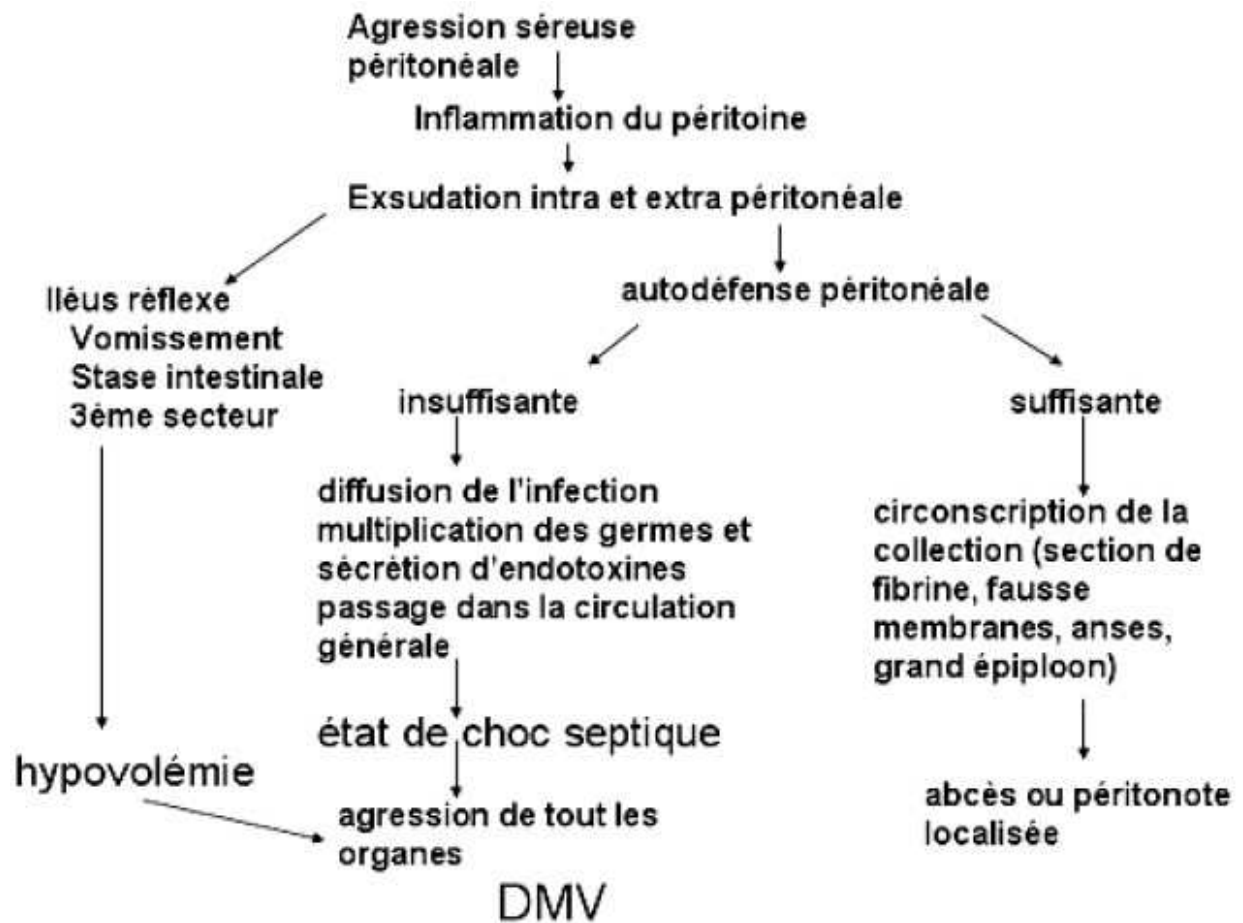 Agression séreuse
péritonéale
Inflammation du péritoine
Exsudation intra et extra péritonéale
Iléus réflexe
Vomissement
Stase intestinale
3ème secteur
autodéfense péritonéale
insuffisante
suffisante
diffusion de l'infection
multiplication des germes et
sécrétion d'endotoxines
passage dans la circulation
générale
circonscription de la
collection (section de
fibrine, fausse
membranes, anses,
grand épiploon)
état de choc septique
hypovolémie
agression de tout les
organes
abcès ou péritonote
localisée
DMV